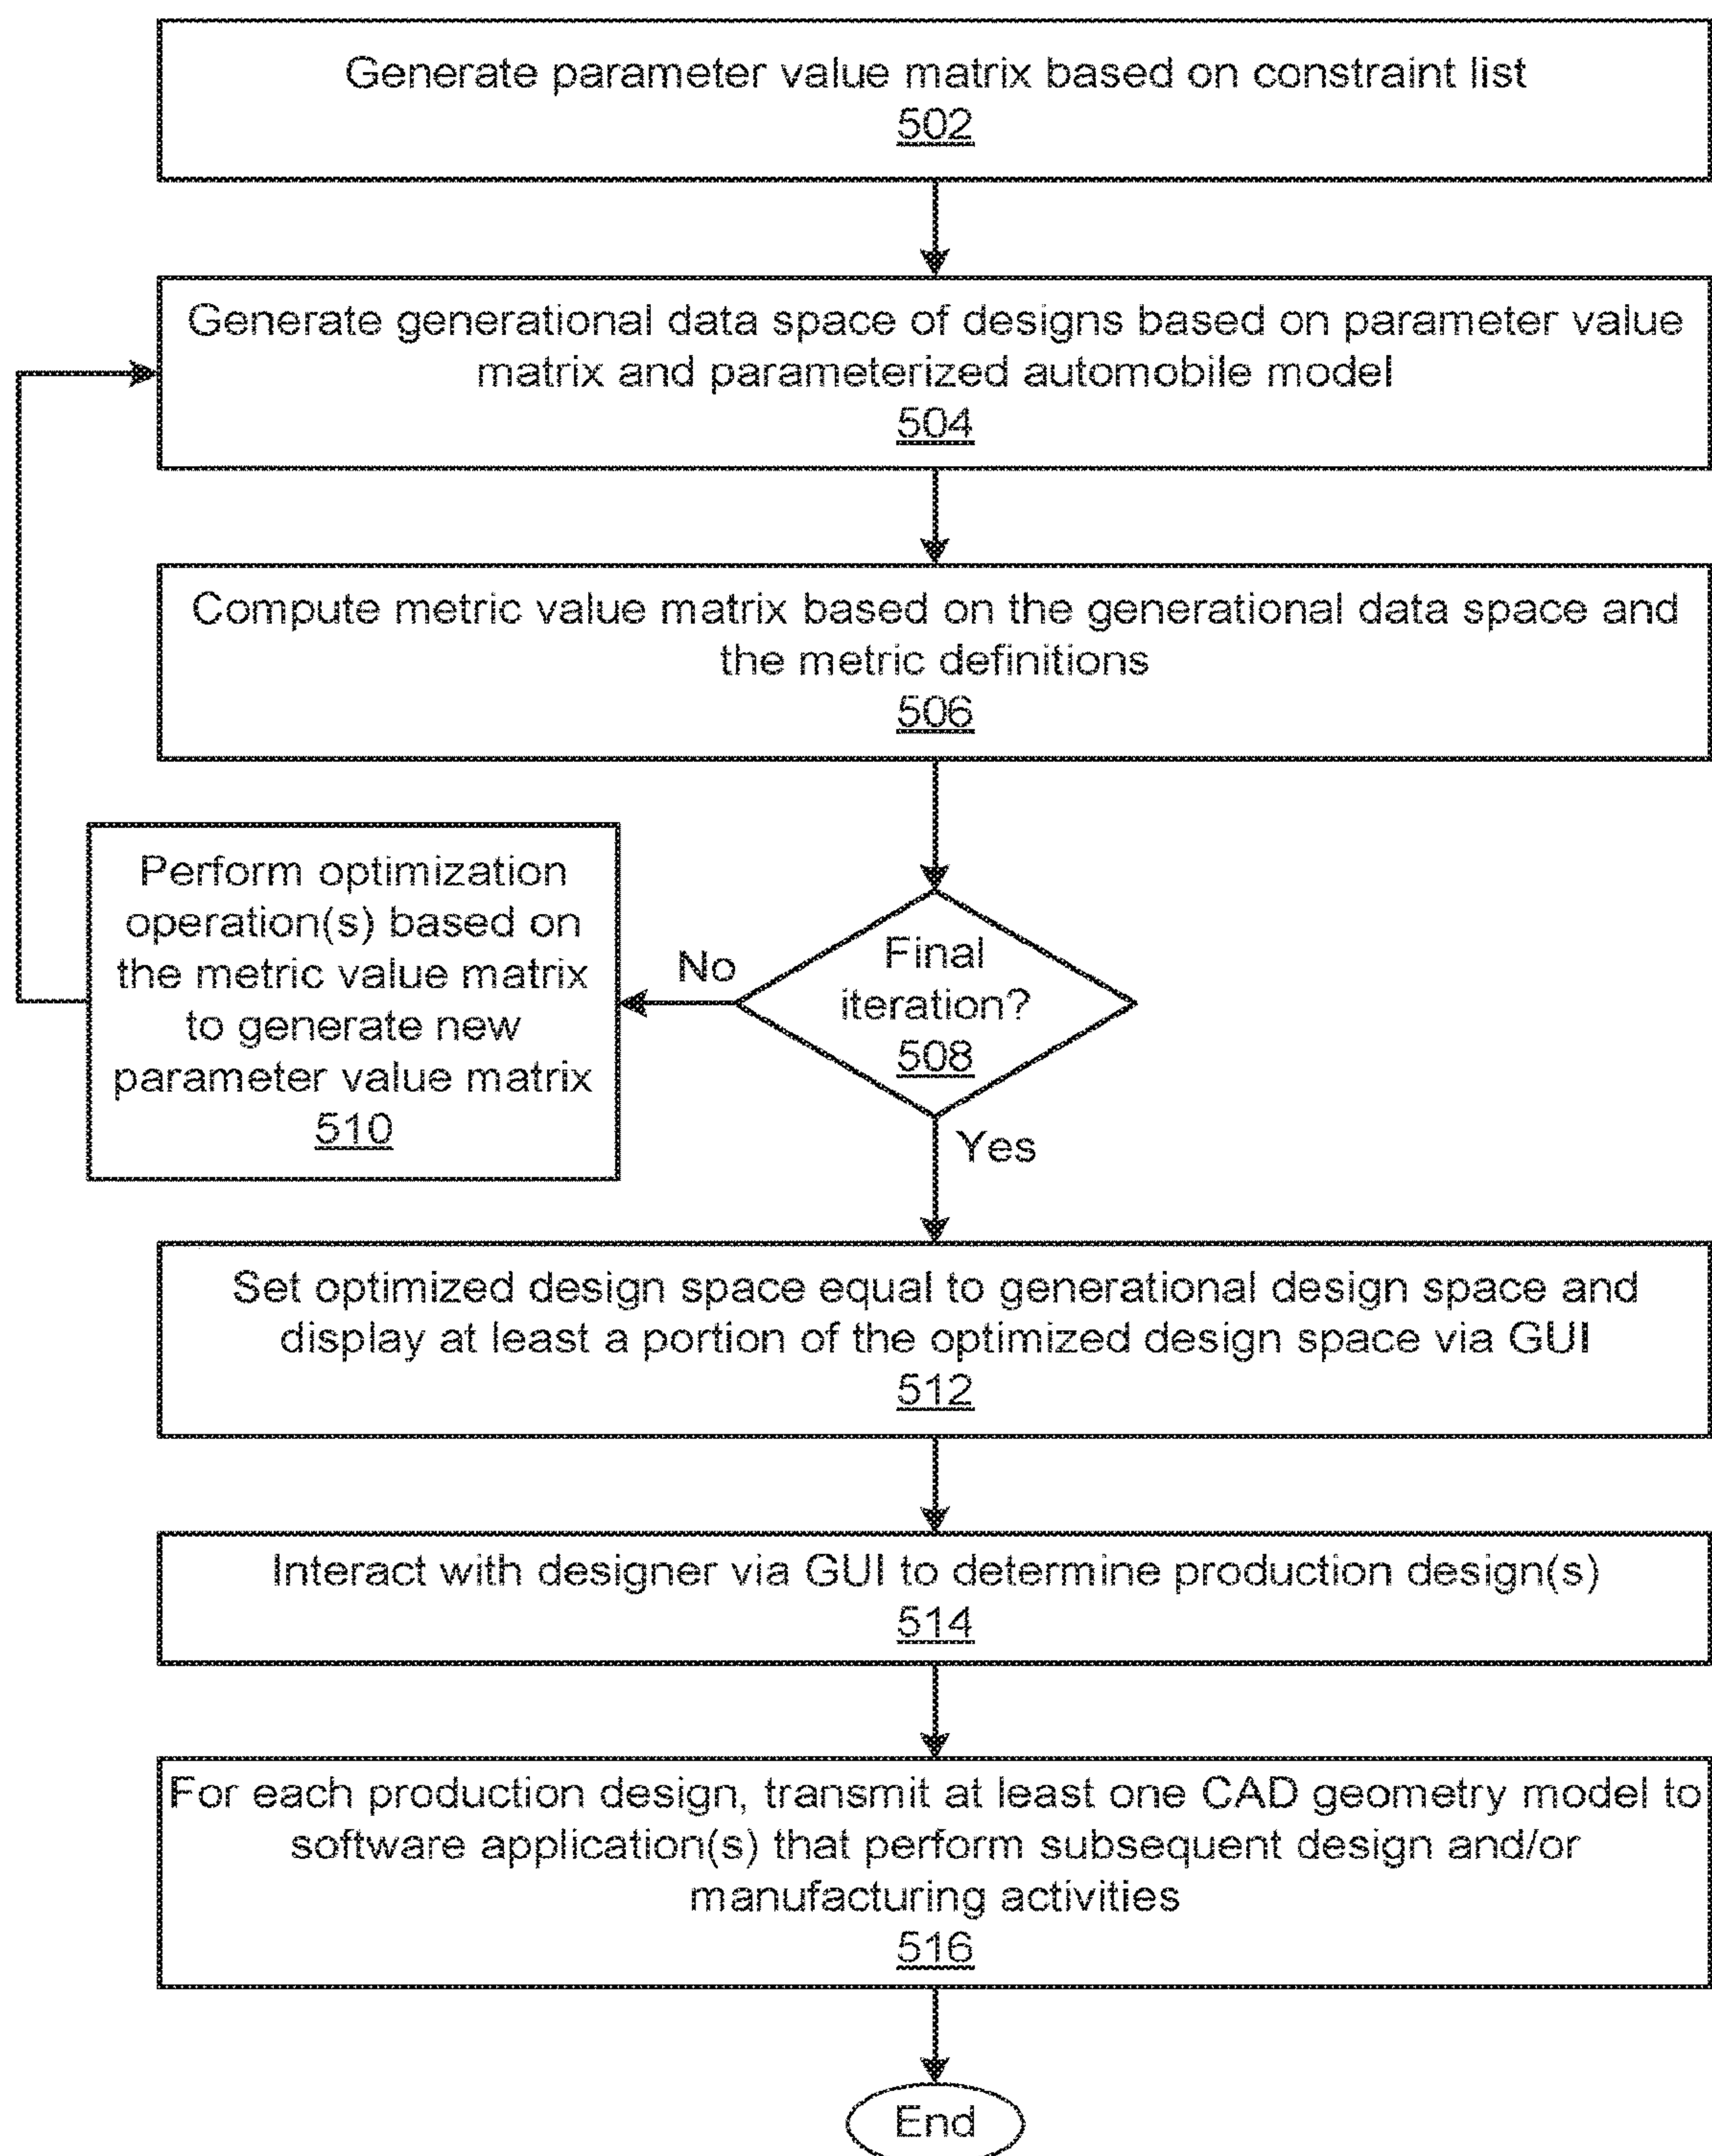 Generate parameter value matrix based on constraint list
502
Generate generational data space of designs based on parameter value
matrix and parameterized automobile model
504
Compute metric value matrix based on the generational data space and
the metric definitions
506
Final
iteration?
508
No
Perform optimization
operation(s) based on
the metric value matrix
to generate new
parameter value matrix
510
Yes
Set optimized design space equal to generational design space and
display at least a portion of the optimized design space via GUI
512
Interact with designer via GUI to determine production design(s)
514
For each production design, transmit at least one CAD geometry model to
software application(s) that perform subsequent design and/or
manufacturing activities
516
End